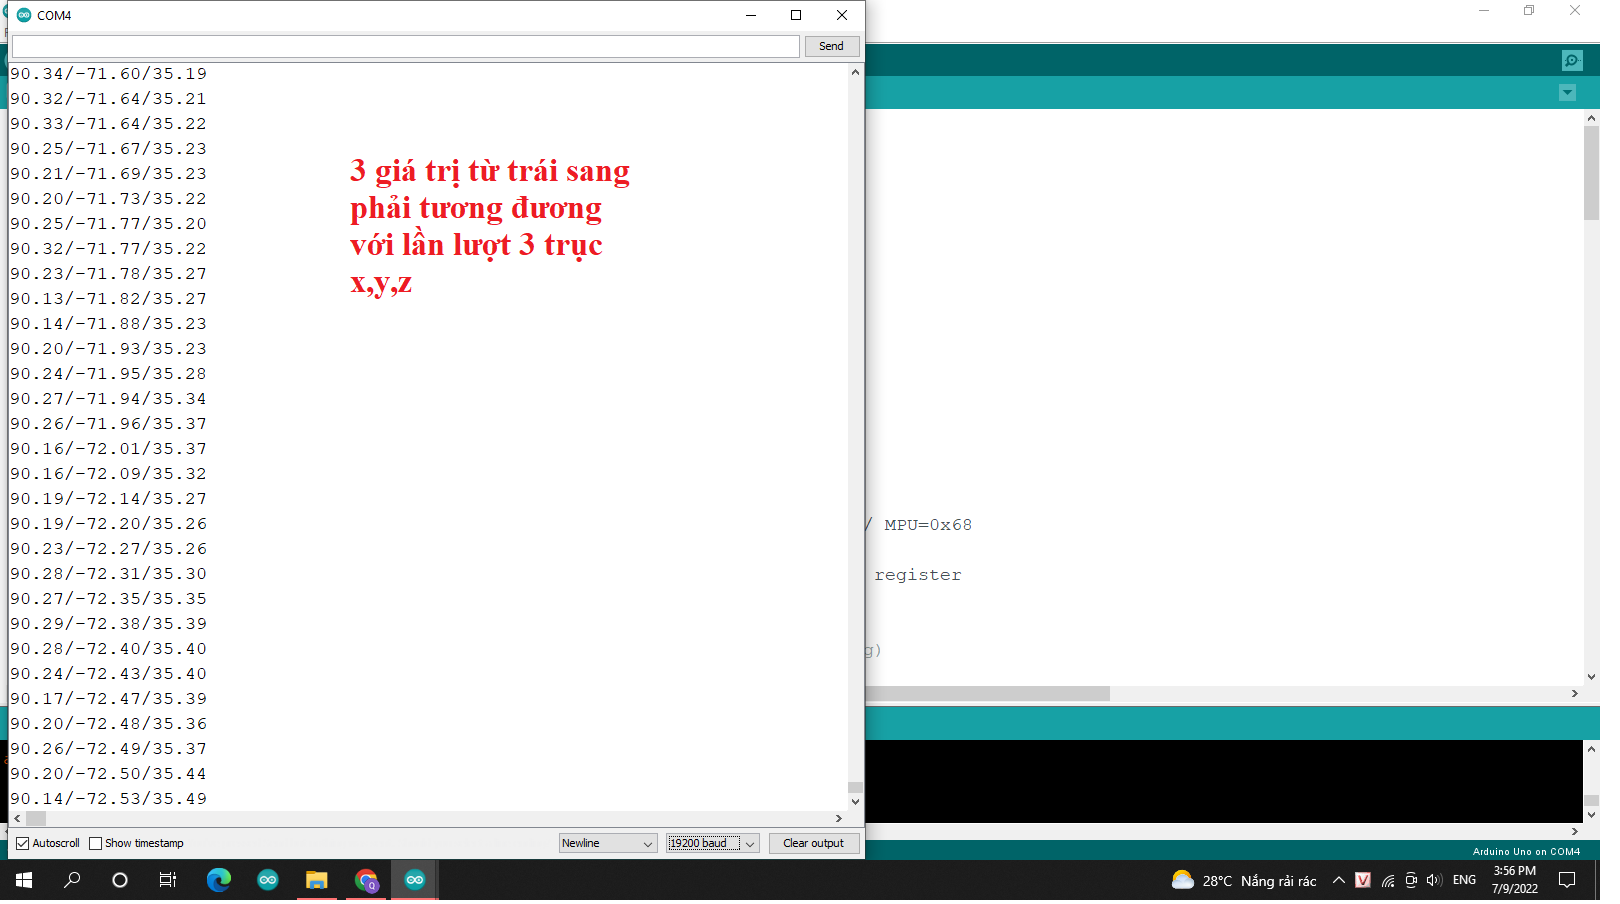 COM4
Send
90.34/-71.60/35.19
90.32/-71.64/35.21
90.33/-71.64/35.22
90.25/-71.67/35.23
90.21/-71.69/35.23
90.20/-71.73/35.22
90.25/-71.77/35.20
90.32/-71.77/35.22
90.23/-71.78/35.27
90.13/-71.82/35.27
90.14/-71.88/35.23
90.20/-71.93/35.23
90.24/-71.95/35.28
90.27/-71.94/35.34
90.26/-71.96/35.37
90.16/-72.01/35.37
90.16/-72.09/35.32
90.19/-72.14/35.27
90.19/-72.20/35.26
90.23/-72.27/35.26
90.28/-72.31/35.30
90.27/-72.35/35.35
90.29/-72.38/35.39
90.28/-72.40/35.40
90.24/-72.43/35.40
90.17/-72.47/35.39
90.20/-72.48/35.36
90.26/-72.49/35.37
90.20/-72.50/35.44
90.14/-72.53/35.49
3 giá trị từ trái sang
phải tương đương
với lần lượt 3 trục
x,y,z
/ MPU=0x68
register
g)
Autoscroll Show timestamp Newline 19200 baud Clear output
Arduino Uno on COM4
28°C Nắng rải rác ENG
3:56 PM
7/9/2022